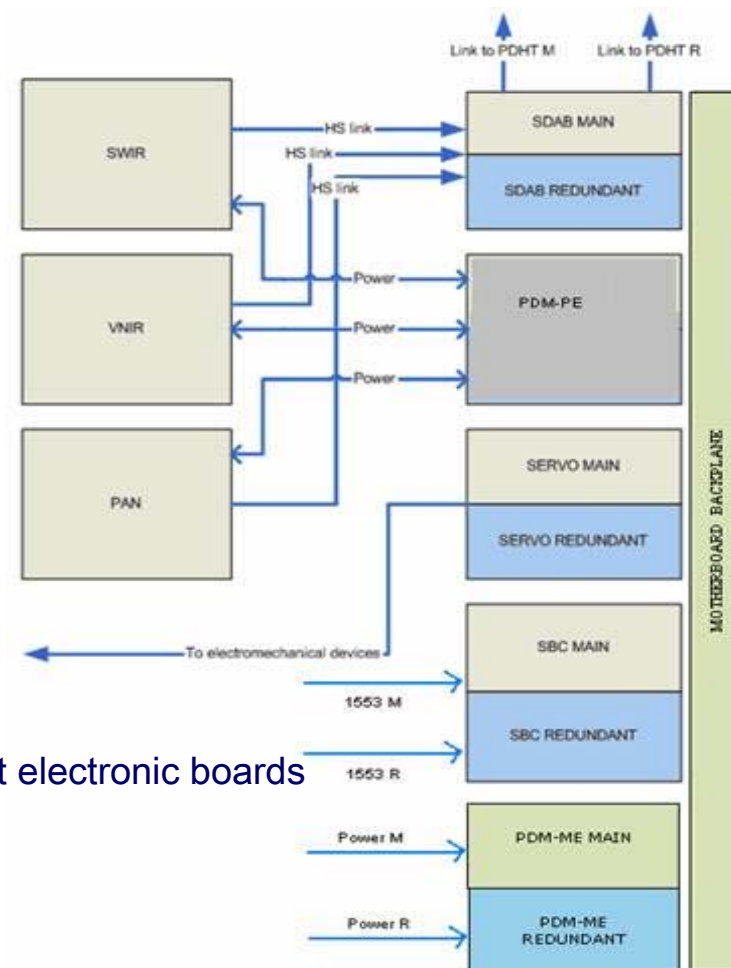 Link to PDHT M
Link to PDHT R
SWIR
HS link
HS link
HS link
SDAB MAIN
SDAB REDUNDANT
VNIR
Power
Power
Power
PDM-PE
PAN
SERVO MAIN
SERVO REDUNDANT
MOTHERBOARD BACKPLANE
To electromechanical devices
1553 M
SBC MAIN
SBC REDUNDANT
t electronic boards
1553 R
Power M
PDM-ME MAIN
Power R
PDM-ME
REDUNDANT